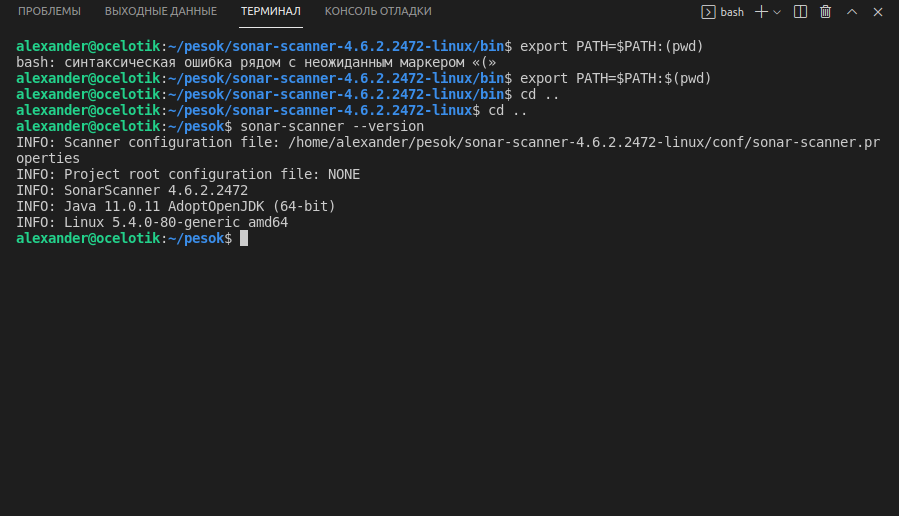 ПРОБЛЕМЫ ВЫХОДНЫЕ ДАННЫЕ ТЕРМИНАЛ КОНСОЛЬ ОТЛАДКИ bash
alexander@ocelotik:~/pesok/sonar-scanner-4.6.2.2472-linux/bin$ export PATH=$PATH:(pwd)
bash: синтаксическая ошибка рядом с неожиданным маркером «(»
alexander@ocelotik:~/pesok/sonar-scanner-4.6.2.2472-linux/bin$ export PATH=$PATH:$(pwd)
alexander@ocelotik:~/pesok/sonar-scanner-4.6.2.2472-linux/bin$ cd ..
alexander@ocelotik:~/pesok/sonar-scanner-4.6.2.2472-linux$ cd ..
alexander@ocelotik:~/pesok$ sonar-scanner --version
INFO: Scanner configuration file: /home/alexander/pesok/sonar-scanner-4.6.2.2472-linux/conf/sonar-scanner.pr
operties
INFO: Project root configuration file: NONE
INFO: SonarScanner 4.6.2.2472
INFO: Java 11.0.11 AdoptOpenJDK (64-bit)
INFO: Linux 5.4.0-80-generic amd64
alexander@ocelotik:~/pesok$